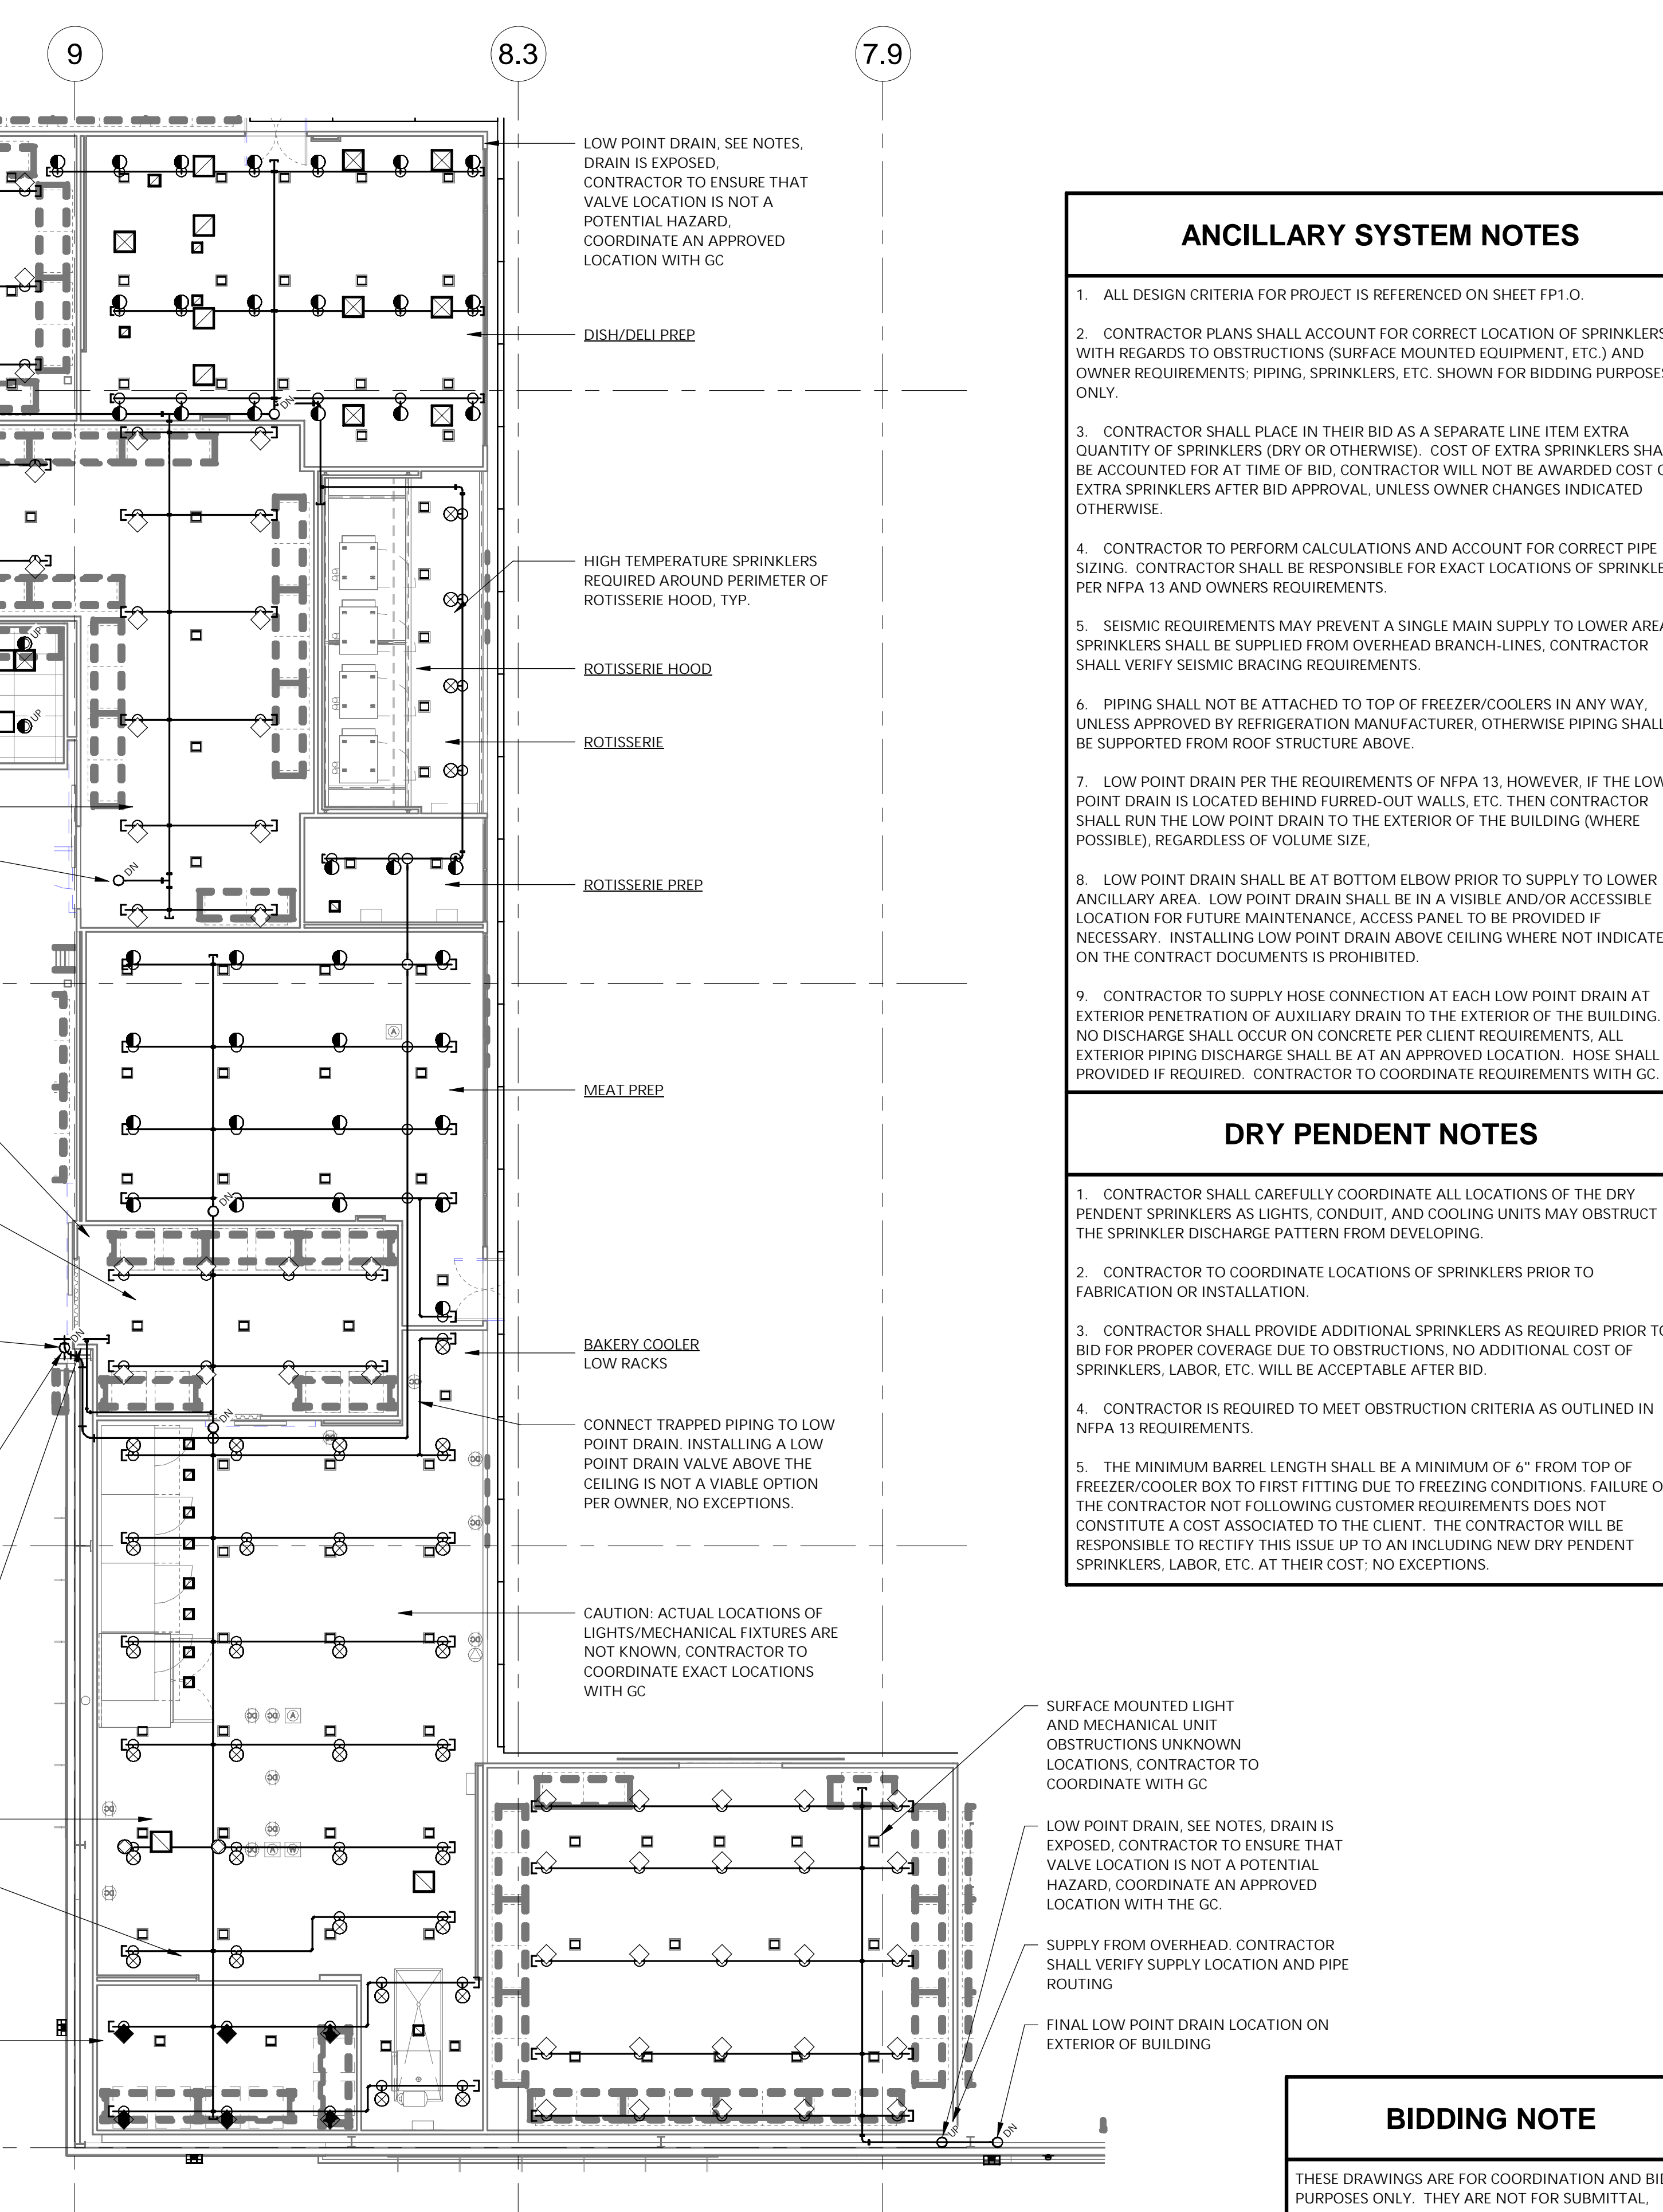 9
8.3
7.9
LOW POINT DRAIN, SEE NOTES,
DRAIN IS EXPOSED,
CONTRACTOR TO ENSURE THAT
VALVE LOCATION IS NOT A
POTENTIAL HAZARD,
COORDINATE AN APPROVED
LOCATION WITH GC
DISH/DELI PREP
DN
HIGH TEMPERATURE SPRINKLERS
REQUIRED AROUND PERIMETER OF
ROTISSERIE HOOD, TYP.
UP
ROTISSERIE HOOD
UP
ROTISSERIE
DN
ROTISSERIE PREP
A
MEAT PREP
DN
DN
BAKERY COOLER
LOW RACKS
DN
CONNECT TRAPPED PIPING TO LOW
POINT DRAIN. INSTALLING A LOW
POINT DRAIN VALVE ABOVE THE
CEILING IS NOT A VIABLE OPTION
PER OWNER, NO EXCEPTIONS.
CAUTION: ACTUAL LOCATIONS OF
LIGHTS/MECHANICAL FIXTURES ARE
NOT KNOWN, CONTRACTOR TO
COORDINATE EXACT LOCATIONS
WITH GC
A
SURFACE MOUNTED LIGHT
AND MECHANICAL UNIT
OBSTRUCTIONS UNKNOWN
LOCATIONS, CONTRACTOR TO
COORDINATE WITH GC
LOW POINT DRAIN, SEE NOTES, DRAIN IS
EXPOSED, CONTRACTOR TO ENSURE THAT
VALVE LOCATION IS NOT A POTENTIAL
HAZARD, COORDINATE AN APPROVED
LOCATION WITH THE GC.
SUPPLY FROM OVERHEAD. CONTRACTOR
SHALL VERIFY SUPPLY LOCATION AND PIPE
ROUTING
FINAL LOW POINT DRAIN LOCATION ON
EXTERIOR OF BUILDING
UP
DN
ANCILLARY SYSTEM NOTES
1. ALL DESIGN CRITERIA FOR PROJECT IS REFERENCED ON SHEET FP1.O.
2. CONTRACTOR PLANS SHALL ACCOUNT FOR CORRECT LOCATION OF SPRINKLERS
WITH REGARDS TO OBSTRUCTIONS (SURFACE MOUNTED EQUIPMENT, ETC.) AND
OWNER REQUIREMENTS; PIPING, SPRINKLERS, ETC. SHOWN FOR BIDDING PURPOSES
ONLY.
3. CONTRACTOR SHALL PLACE IN THEIR BID AS A SEPARATE LINE ITEM EXTRA
QUANTITY OF SPRINKLERS (DRY OR OTHERWISE). COST OF EXTRA SPRINKLERS SHA
BE ACCOUNTED FOR AT TIME OF BID, CONTRACTOR WILL NOT BE AWARDED COST
EXTRA SPRINKLERS AFTER BID APPROVAL, UNLESS OWNER CHANGES INDICATED
OTHERWISE.
4. CONTRACTOR TO PERFORM CALCULATIONS AND ACCOUNT FOR CORRECT PIPE
SIZING. CONTRACTOR SHALL BE RESPONSIBLE FOR EXACT LOCATIONS OF SPRINKLE
PER NFPA 13 AND OWNERS REQUIREMENTS.
5. SEISMIC REQUIREMENTS MAY PREVENT A SINGLE MAIN SUPPLY TO LOWER AREA
SPRINKLERS SHALL BE SUPPLIED FROM OVERHEAD BRANCH-LINES, CONTRACTOR
SHALL VERIFY SEISMIC BRACING REQUIREMENTS.
6. PIPING SHALL NOT BE ATTACHED TO TOP OF FREEZER/COOLERS IN ANY WAY,
UNLESS APPROVED BY REFRIGERATION MANUFACTURER, OTHERWISE PIPING SHALL
BE SUPPORTED FROM ROOF STRUCTURE ABOVE.
7. LOW POINT DRAIN PER THE REQUIREMENTS OF NFPA 13, HOWEVER, IF THE LOW
POINT DRAIN IS LOCATED BEHIND FURRED-OUT WALLS, ETC. THEN CONTRACTOR
SHALL RUN THE LOW POINT DRAIN TO THE EXTERIOR OF THE BUILDING (WHERE
POSSIBLE), REGARDLESS OF VOLUME SIZE,
8. LOW POINT DRAIN SHALL BE AT BOTTOM ELBOW PRIOR TO SUPPLY TO LOWER
ANCILLARY AREA. LOW POINT DRAIN SHALL BE IN A VISIBLE AND/OR ACCESSIBLE
LOCATION FOR FUTURE MAINTENANCE, ACCESS PANEL TO BE PROVIDED IF
NECESSARY. INSTALLING LOW POINT DRAIN ABOVE CEILING WHERE NOT INDICATE
ON THE CONTRACT DOCUMENTS IS PROHIBITED.
9. CONTRACTOR TO SUPPLY HOSE CONNECTION AT EACH LOW POINT DRAIN AT
EXTERIOR PENETRATION OF AUXILIARY DRAIN TO THE EXTERIOR OF THE BUILDING.
NO DISCHARGE SHALL OCCUR ON CONCRETE PER CLIENT REQUIREMENTS, ALL
EXTERIOR PIPING DISCHARGE SHALL BE AT AN APPROVED LOCATION. HOSE SHALL
PROVIDED IF REQUIRED. CONTRACTOR TO COORDINATE REQUIREMENTS WITH GC.
DRY PENDENT NOTES
1. CONTRACTOR SHALL CAREFULLY COORDINATE ALL LOCATIONS OF THE DRY
PENDENT SPRINKLERS AS LIGHTS, CONDUIT, AND COOLING UNITS MAY OBSTRUCT
THE SPRINKLER DISCHARGE PATTERN FROM DEVELOPING.
2. CONTRACTOR TO COORDINATE LOCATIONS OF SPRINKLERS PRIOR TO
FABRICATION OR INSTALLATION.
3. CONTRACTOR SHALL PROVIDE ADDITIONAL SPRINKLERS AS REQUIRED PRIOR TO
BID FOR PROPER COVERAGE DUE TO OBSTRUCTIONS, NO ADDITIONAL COST OF
SPRINKLERS, LABOR, ETC. WILL BE ACCEPTABLE AFTER BID.
4. CONTRACTOR IS REQUIRED TO MEET OBSTRUCTION CRITERIA AS OUTLINED IN
NFPA 13 REQUIREMENTS.
5. THE MINIMUM BARREL LENGTH SHALL BE A MINIMUM OF 6" FROM TOP OF
FREEZER/COOLER BOX TO FIRST FITTING DUE TO FREEZING CONDITIONS. FAILURE O
THE CONTRACTOR NOT FOLLOWING CUSTOMER REQUIREMENTS DOES NOT
CONSTITUTE A COST ASSOCIATED TO THE CLIENT. THE CONTRACTOR WILL BE
RESPONSIBLE TO RECTIFY THIS ISSUE UP TO AN INCLUDING NEW DRY PENDENT
SPRINKLERS, LABOR, ETC. AT THEIR COST; NO EXCEPTIONS.
BIDDING NOTE
THESE DRAWINGS ARE FOR COORDINATION AND BID
PURPOSES ONLY. THEY ARE NOT FOR SUBMITTAL,